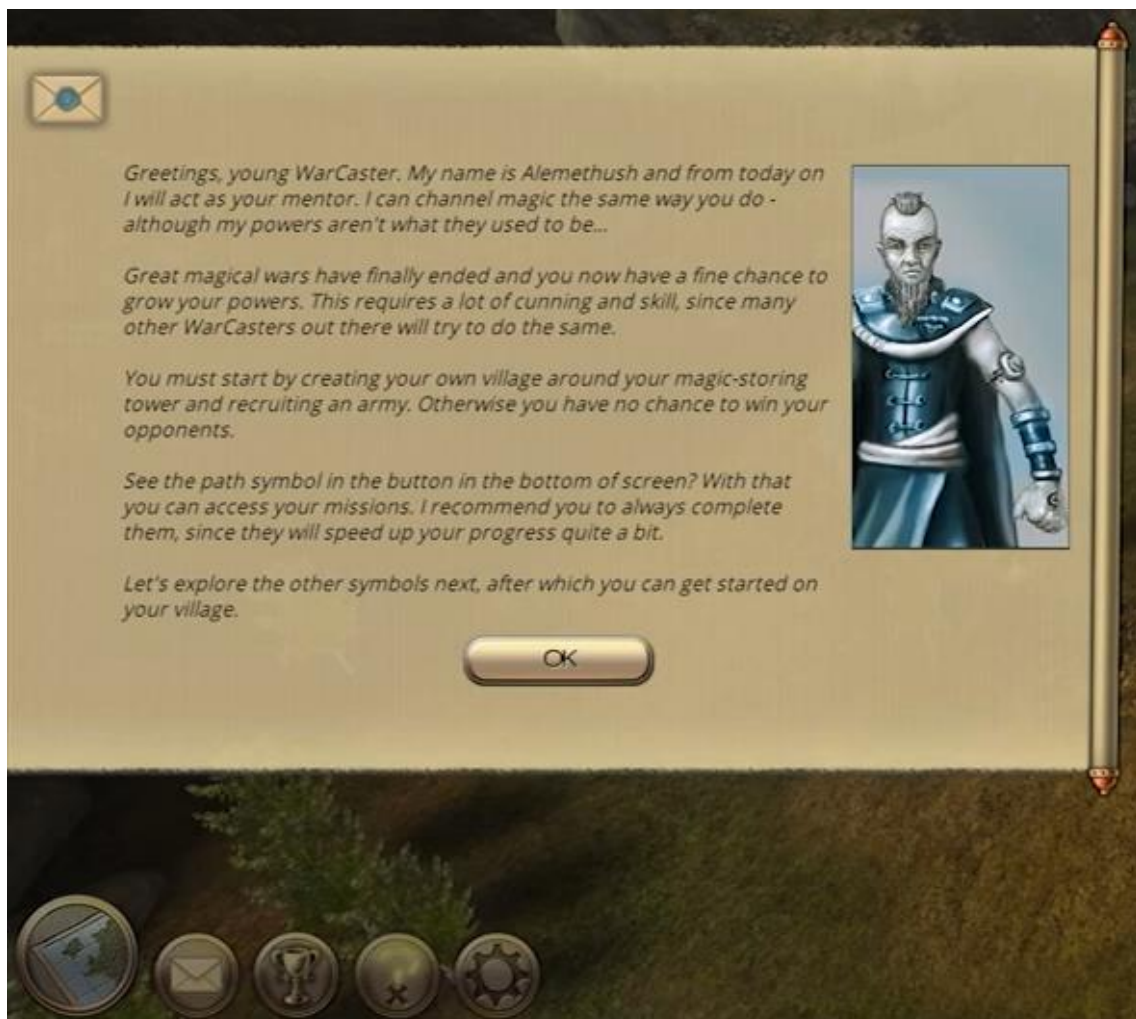 Greetings, young WarCaster. My name is Alemethush and from today on
I will act as your mentor. I can channel magic the same way you do -
although my powers aren't what they used to be...
Great magical wars have finally ended and you now have a fine chance to
grow your powers. This requires a lot of cunning and skill, since many
other WarCasters out there will try to do the same.
You must start by creating your own village around your magic-storing
tower and recruiting an army. Otherwise you have no chance to win your
opponents.
See the path symbol in the button in the bottom of screen? With that
you can access your missions. I recommend you to always complete
them, since they will speed up your progress quite a bit.
Let's explore the other symbols next, after which you can get started on
your village.
OK